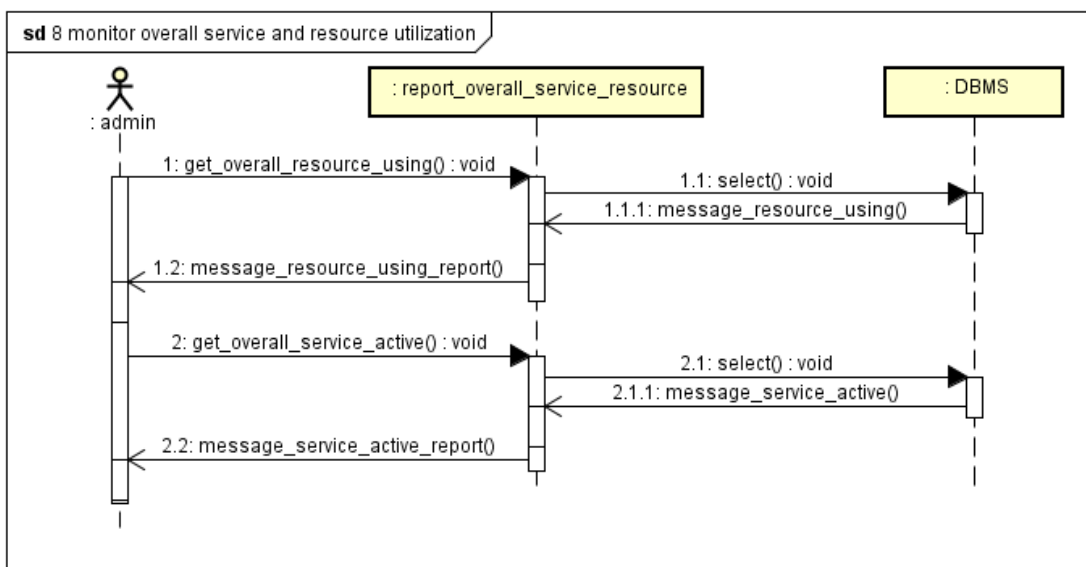 sd 8 monitor overall service and resource utilization
: admin
: report_overall_service_resource
: DBMS
1: get_overall_resource_using() : void
1.1: select() : void
1.1.1: message_resource_using()
1.2: message_resource_using_report()
2: get_overall_service_active() : void
2.1: select() : void
2.1.1: message_service_active()
2.2: message_service_active_report()